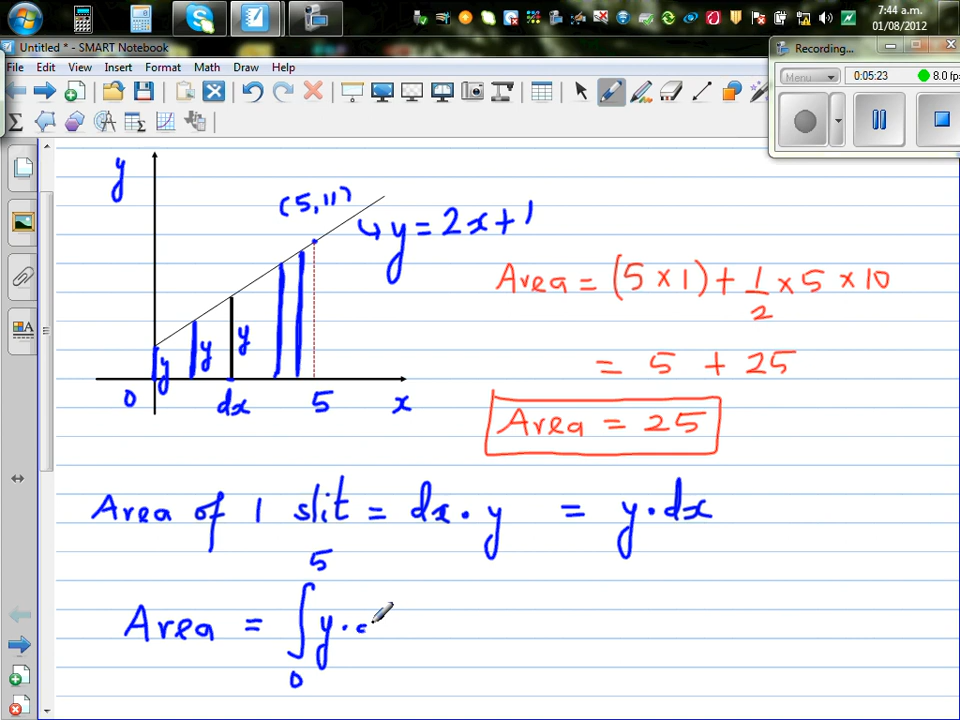 7:44 a.m.
01/08/2012
Untitled * - SMART Notebook
Recording...
File Edit View Insert Format Math Draw Help
Menu 0:05:23 8.0 fps
y
(5,11)
y = 2x + 1
Area = (5 × 1) + 1/2 × 5 × 10
y y y
= 5 + 25
0 dx 5 x
Area = 25
Area of 1 slit = dx · y = y · dx
5
Area = ∫ y ·
0